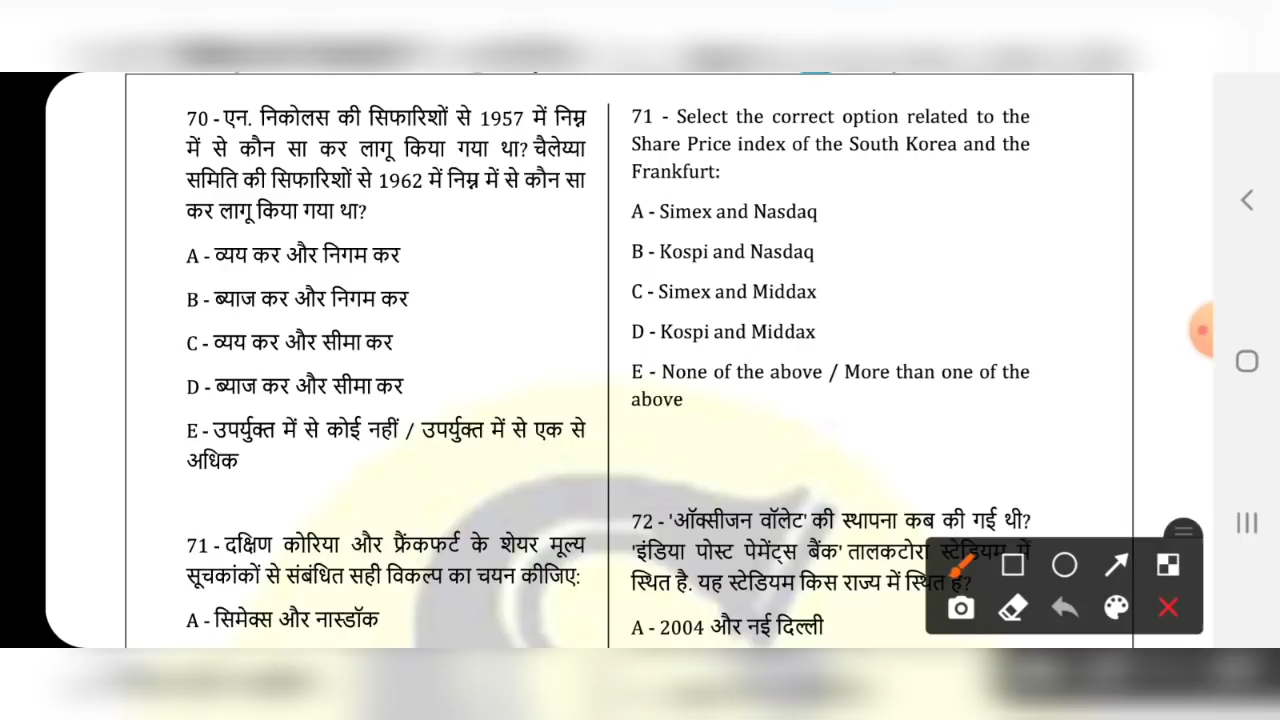 70 - एन. निकोलस की सिफारिशों से 1957 में निम्न
में से कौन सा कर लागू किया गया था? चैलेय्या
समिति की सिफारिशों से 1962 में निम्न में से कौन सा
कर लागू किया गया था?
A - व्यय कर और निगम कर
B - ब्याज कर और निगम कर
C - व्यय कर और सीमा कर
D - ब्याज कर और सीमा कर
E - उपर्युक्त में से कोई नहीं / उपर्युक्त में से एक से
अधिक
71 - दक्षिण कोरिया और फ्रैंकफर्ट के शेयर मूल्य
सूचकांकों से संबंधित सही विकल्प का चयन कीजिए:
A - सिमेक्स और नास्डॉक
71 - Select the correct option related to the
Share Price index of the South Korea and the
Frankfurt:
A - Simex and Nasdaq
B - Kospi and Nasdaq
C - Simex and Middax
D - Kospi and Middax
E - None of the above / More than one of the
above
72 - 'ऑक्सीजन वॉलेट' की स्थापना कब की गई थी?
'इंडिया पोस्ट पेमेंट्स बैंक' तालकटोरा स्टेडियम में
स्थित है. यह स्टेडियम किस राज्य में स्थित है?
A - 2004 और नई दिल्ली